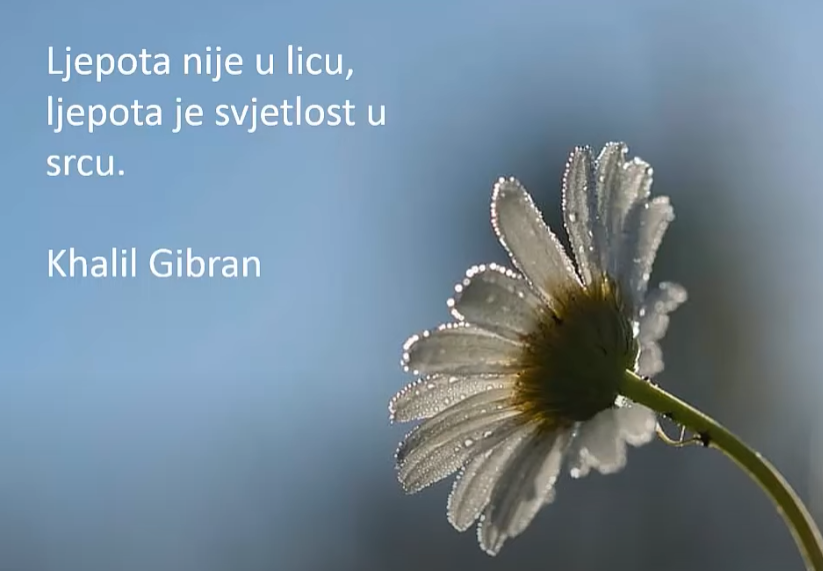 Ljepota nije u licu,
ljepota je svjetlost u
srcu.
Khalil Gibran